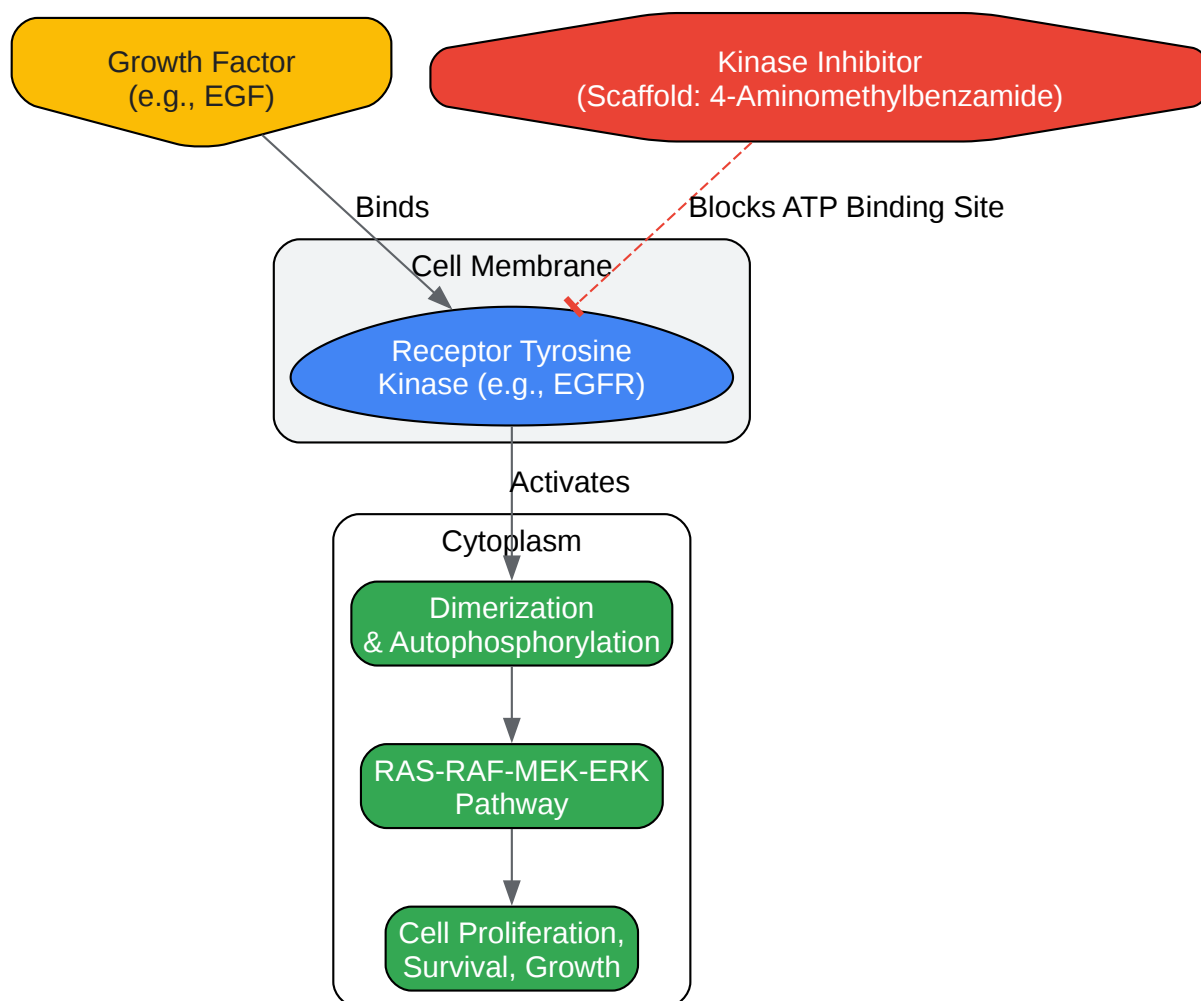 Growth Factor
(e.g., EGF)
Kinase Inhibitor
(Scaffold: 4-Aminomethylbenzamide)
Binds
Blocks ATP Binding Site
Cell Membrane
Receptor Tyrosine
Kinase (e.g., EGFR)
Activates
Cytoplasm
Dimerization
& Autophosphorylation
RAS-RAF-MEK-ERK
Pathway
Cell Proliferation,
Survival, Growth